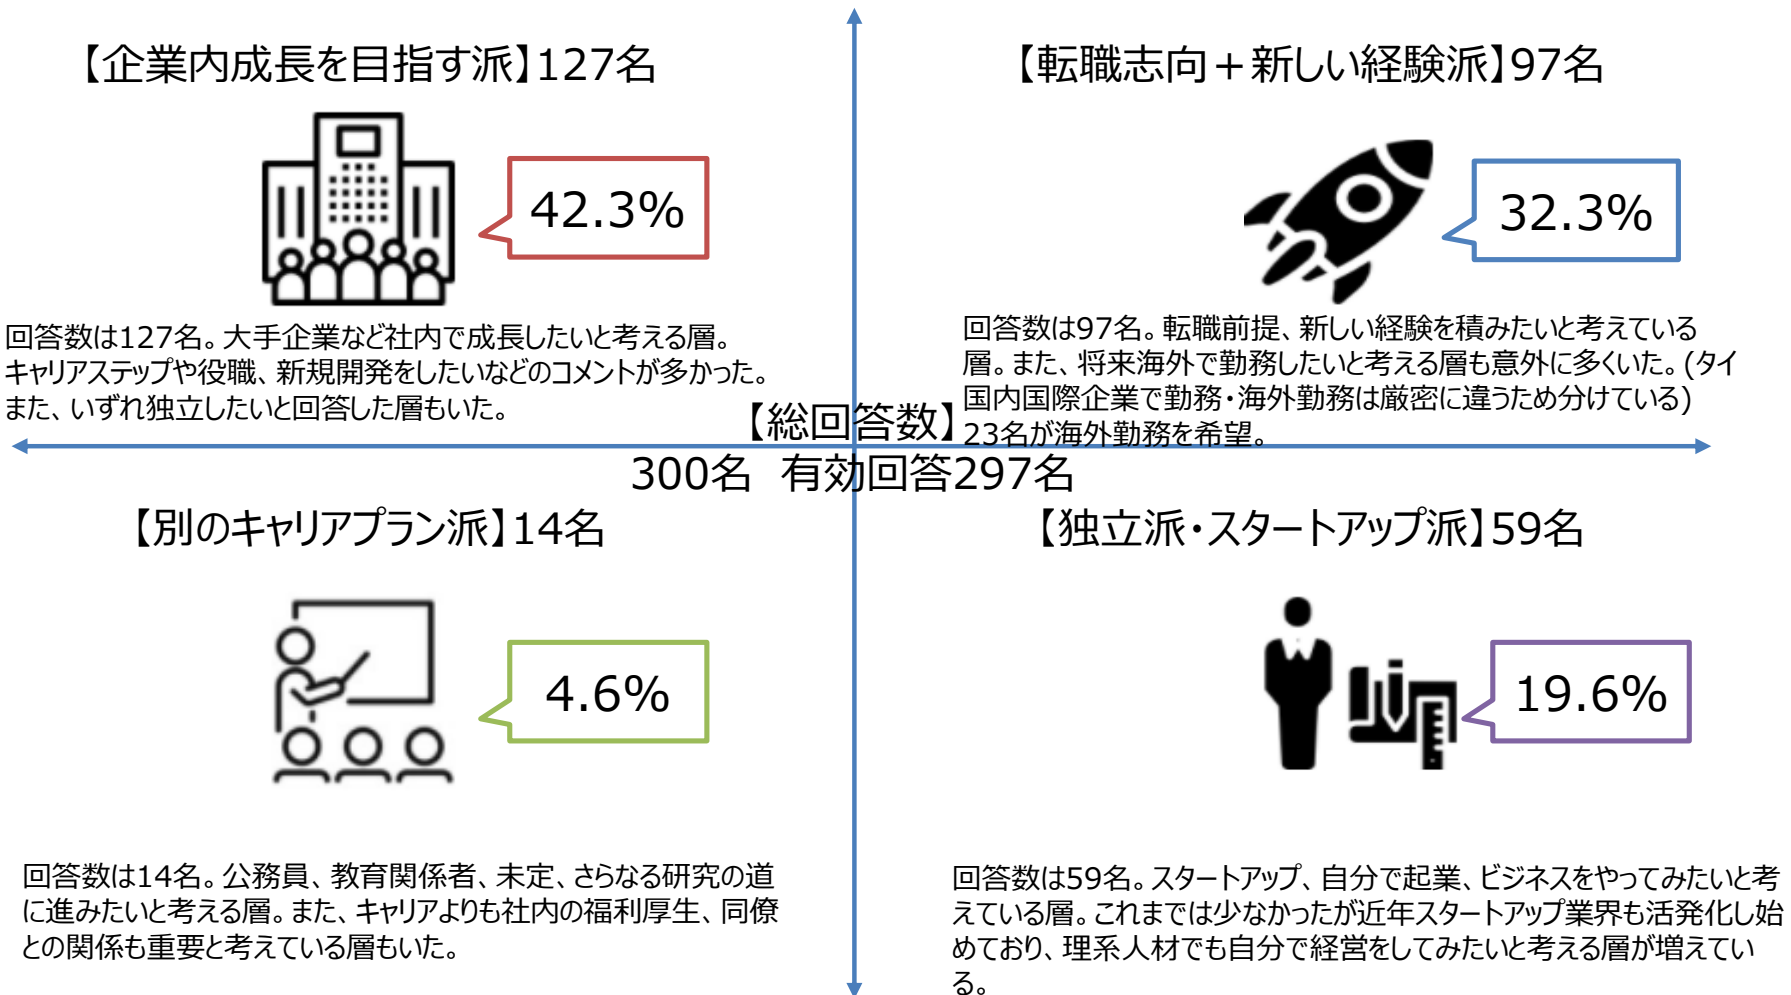 【企業内成長を目指す派】127名
42.3%
回答数は127名。大手企業など社内で成長したいと考える層。
キャリアステップや役職、新規開発をしたいなどのコメントが多かった。
また、いずれ独立したいと回答した層もいた。
【転職志向＋新しい経験派】97名
32.3%
回答数は97名。転職前提、新しい経験を積みたいと考えている
層。また、将来海外で勤務したいと考える層も意外に多くいた。(タイ
国内国際企業で勤務・海外勤務は厳密に違うため分けている)
23名が海外勤務を希望。
【総回答数】
300名　有効回答297名
【別のキャリアプラン派】14名
4.6%
回答数は14名。公務員、教育関係者、未定、さらなる研究の道
に進みたいと考える層。また、キャリアよりも社内の福利厚生、同僚
との関係も重要と考えている層もいた。
【独立派・スタートアップ派】59名
19.6%
回答数は59名。スタートアップ、自分で起業、ビジネスをやってみたいと考
えている層。これまでは少なかったが近年スタートアップ業界も活発化し始
めており、理系人材でも自分で経営をしてみたいと考える層が増えてい
る。